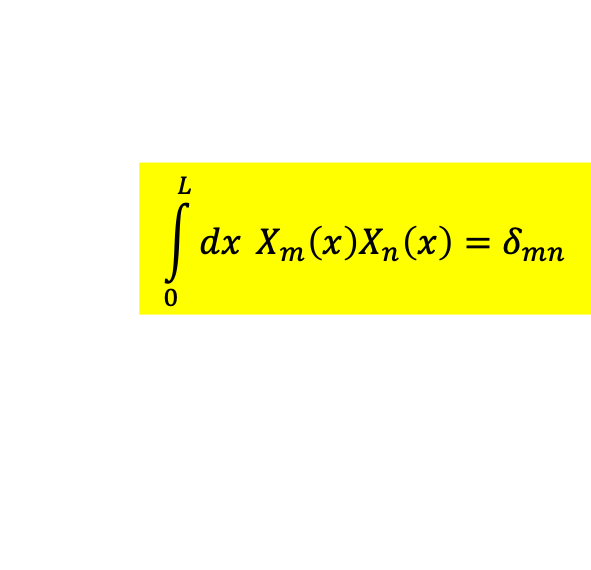 ∫₀ᴸ dx Xₘ(x)Xₙ(x) = δₘₙ